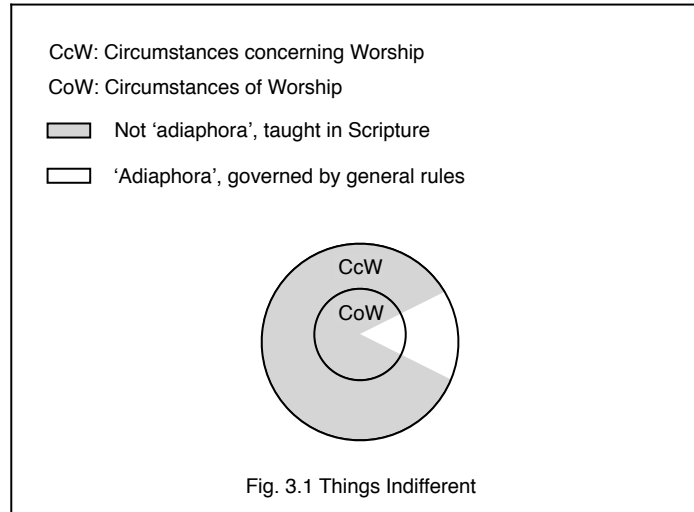 CcW: Circumstances concerning Worship
CoW: Circumstances of Worship
Not ‘adiaphora’, taught in Scripture
‘Adiaphora’, governed by general rules
CcW
CoW
Fig. 3.1 Things Indifferent